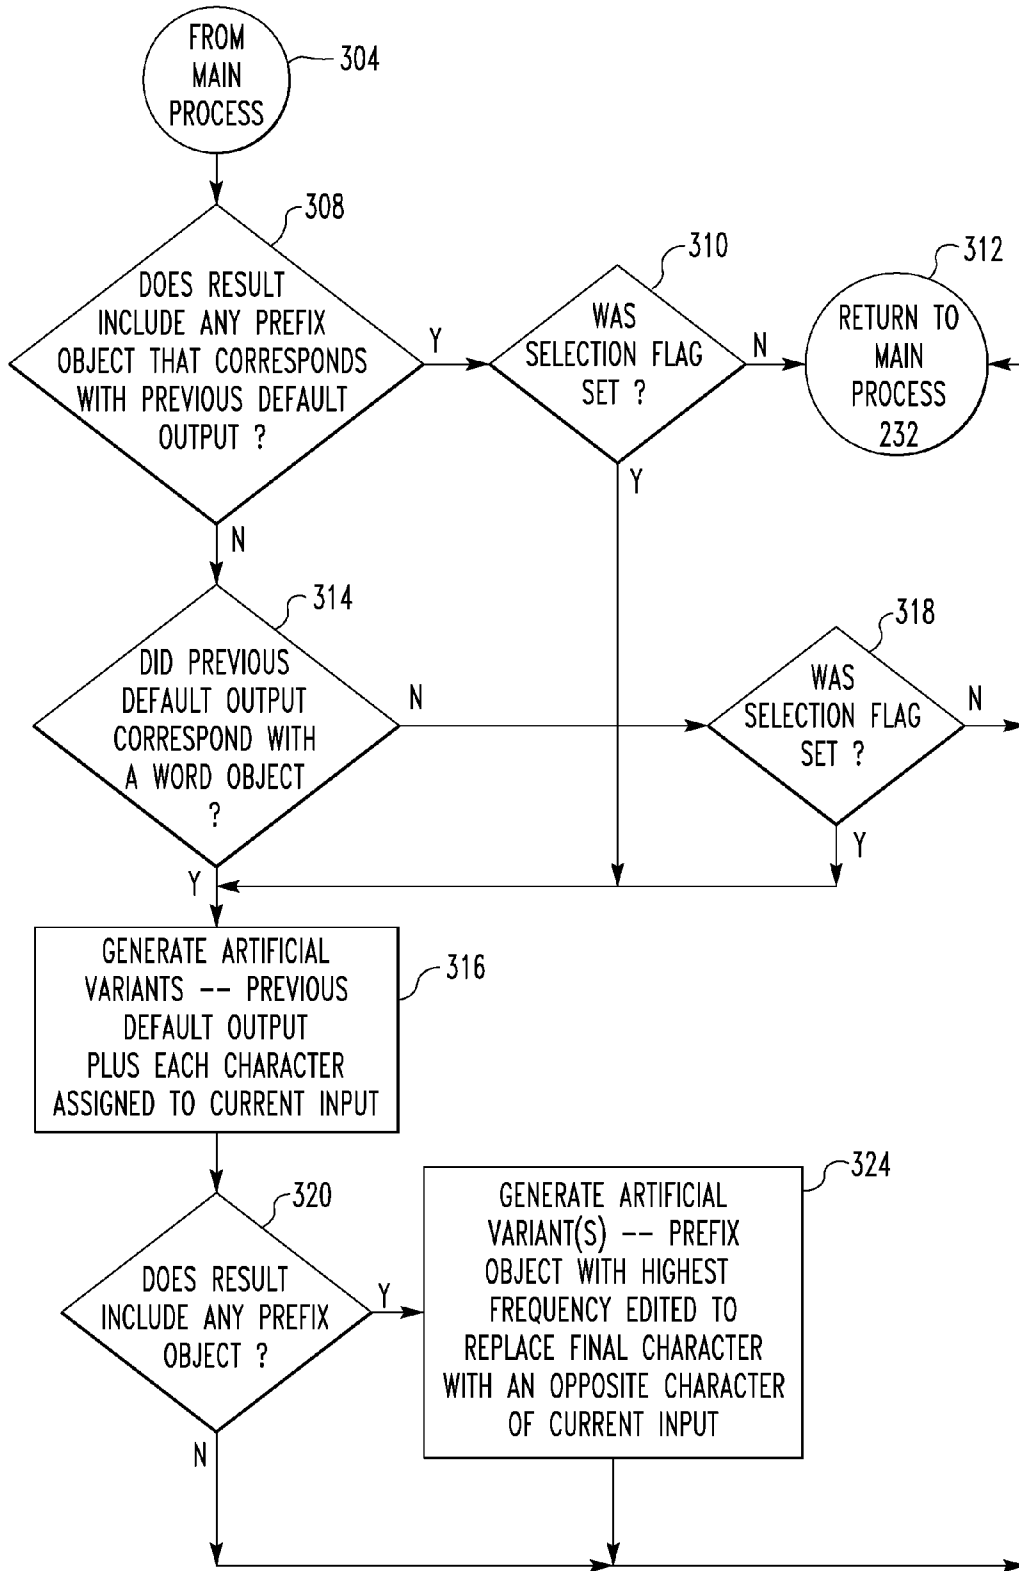 FROM
MAIN
PROCESS
304
308
DOES RESULT
INCLUDE ANY PREFIX
OBJECT THAT CORRESPONDS
WITH PREVIOUS DEFAULT
OUTPUT ?
Y
N
310
WAS
SELECTION FLAG
SET ?
N
Y
312
RETURN TO
MAIN
PROCESS
232
314
DID PREVIOUS
DEFAULT OUTPUT
CORRESPOND WITH
A WORD OBJECT
?
N
Y
318
WAS
SELECTION FLAG
SET ?
N
Y
GENERATE ARTIFICIAL
VARIANTS -- PREVIOUS
DEFAULT OUTPUT
PLUS EACH CHARACTER
ASSIGNED TO CURRENT INPUT
316
320
DOES RESULT
INCLUDE ANY PREFIX
OBJECT ?
Y
N
324
GENERATE ARTIFICIAL
VARIANT(S) -- PREFIX
OBJECT WITH HIGHEST
FREQUENCY EDITED TO
REPLACE FINAL CHARACTER
WITH AN OPPOSITE CHARACTER
OF CURRENT INPUT